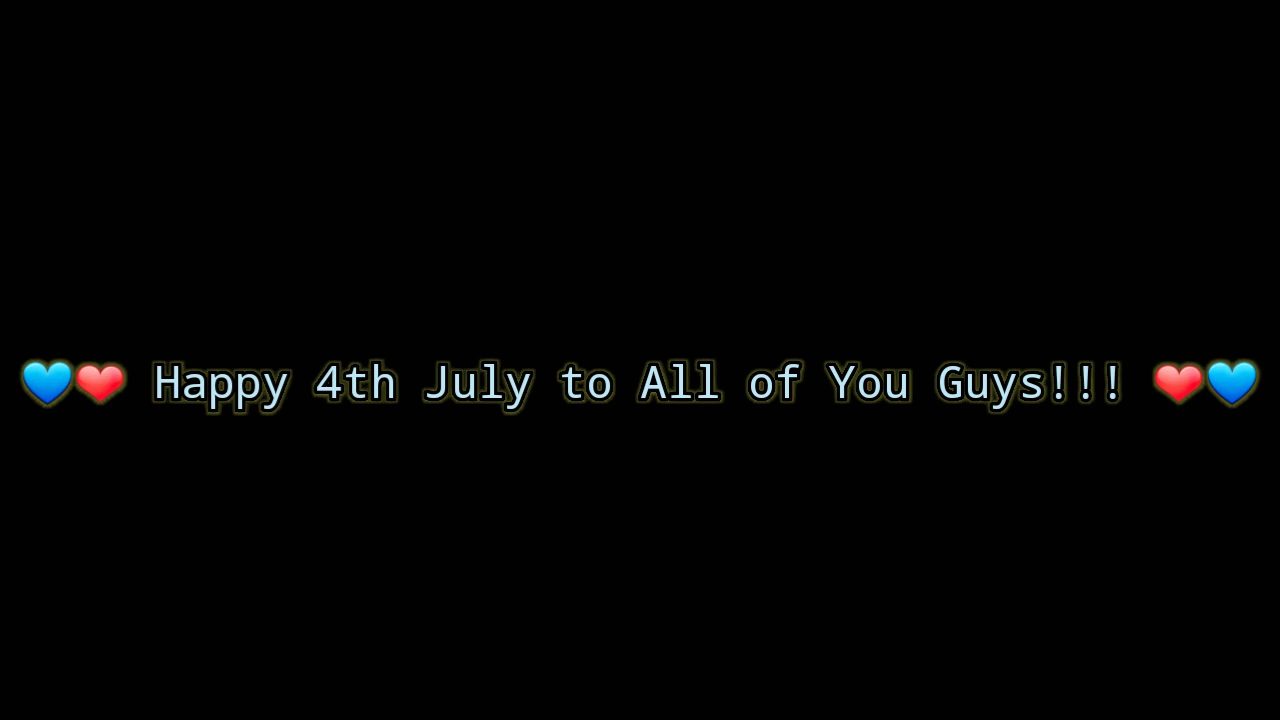 💙❤️ Happy 4th July to All of You Guys!!! ❤️💙